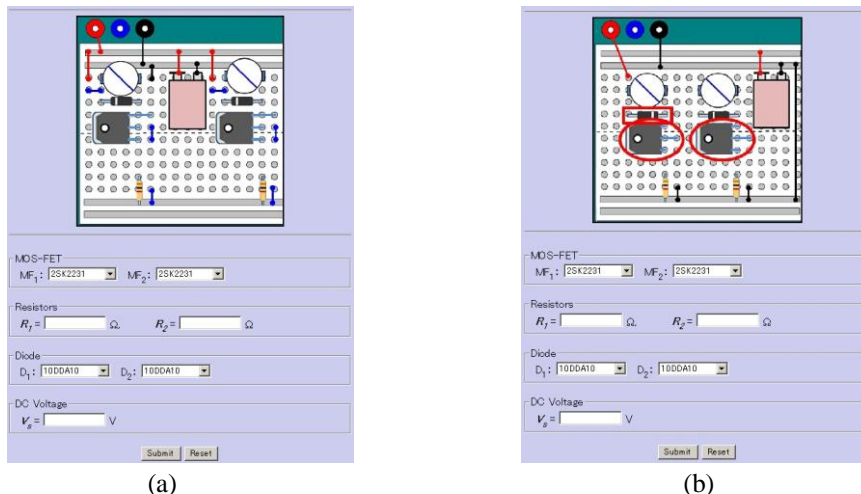 MOS-FET
MF1: 2SK2231 MF2: 2SK2231
Resistors
R1 = Ω. R2 = Ω
Diode
D1: 10DDA10 D2: 10DDA10
DC Voltage
Vs = V
Submit Reset
(a)
MOS-FET
MF1: 2SK2231 MF2: 2SK2231
Resistors
R1 = Ω. R2 = Ω
Diode
D1: 10DDA10 D2: 10DDA10
DC Voltage
Vs = V
Submit Reset
(b)